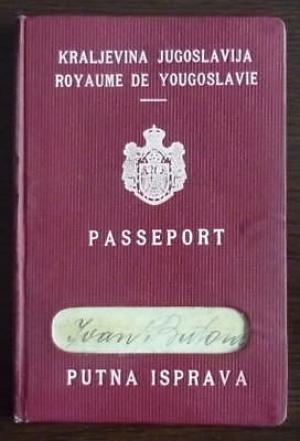 KRALJEVINA JUGOSLAVIJA
ROYAUME DE YOUGOSLAVIE
PASSEPORT
Ivan
PUTNA ISPRAVA